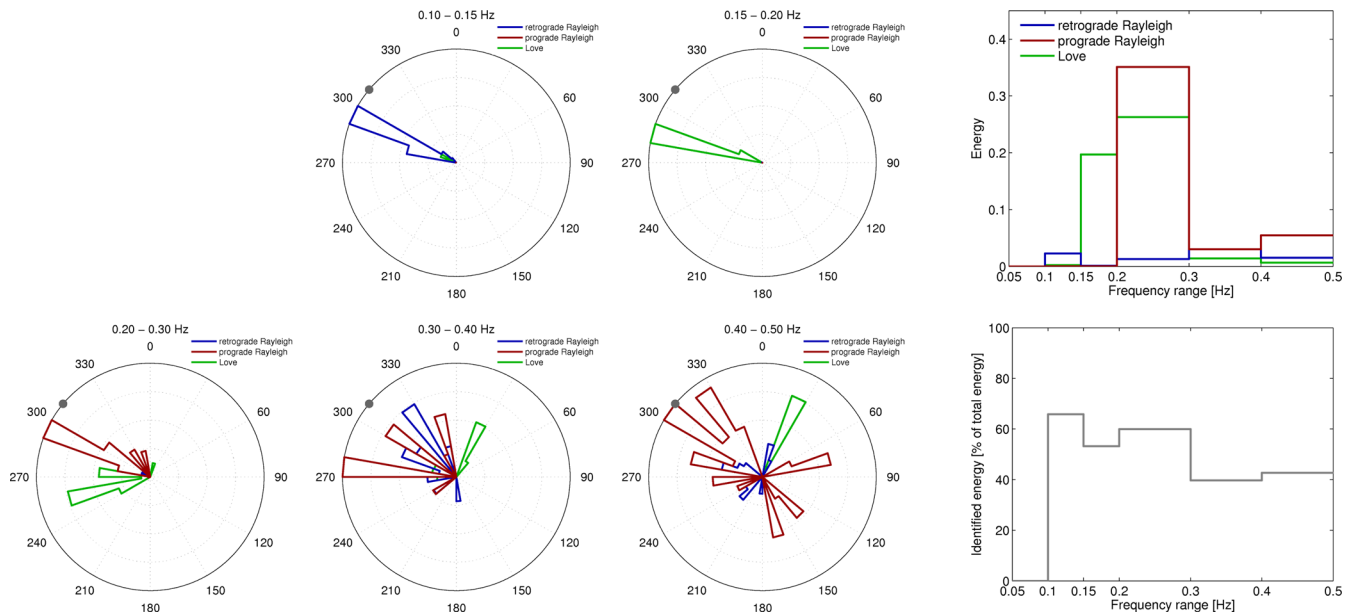 0.10 – 0.15 Hz
retrograde Rayleigh
prograde Rayleigh
Love
0
60
90
120
150
180
210
240
270
300
330
0.15 – 0.20 Hz
retrograde Rayleigh
prograde Rayleigh
Love
0
60
90
120
150
180
210
240
270
300
330
retrograde Rayleigh
prograde Rayleigh
Love
Energy
0.4
0.3
0.2
0.1
0
0.05 0.1 0.15 0.2 0.3 0.4 0.5
Frequency range [Hz]
0.20 – 0.30 Hz
retrograde Rayleigh
prograde Rayleigh
Love
0
60
90
120
150
180
210
240
270
300
330
0.30 – 0.40 Hz
retrograde Rayleigh
prograde Rayleigh
Love
0
60
90
120
150
180
210
240
270
300
330
0.40 – 0.50 Hz
retrograde Rayleigh
prograde Rayleigh
Love
0
60
90
120
150
180
210
240
270
300
330
Identified energy [% of total energy]
100
80
60
40
20
0
0.05 0.1 0.15 0.2 0.3 0.4 0.5
Frequency range [Hz]